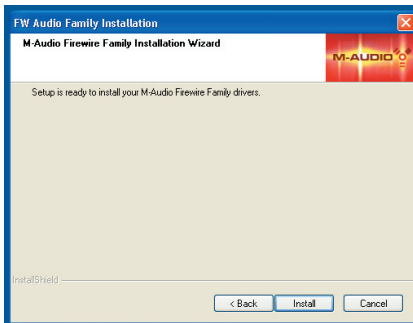 FW Audio Family Installation
M-Audio Firewire Family Installation Wizard
M-AUDIO
Setup is ready to install your M-Audio Firewire Family drivers.
InstallShield
< Back
Install
Cancel